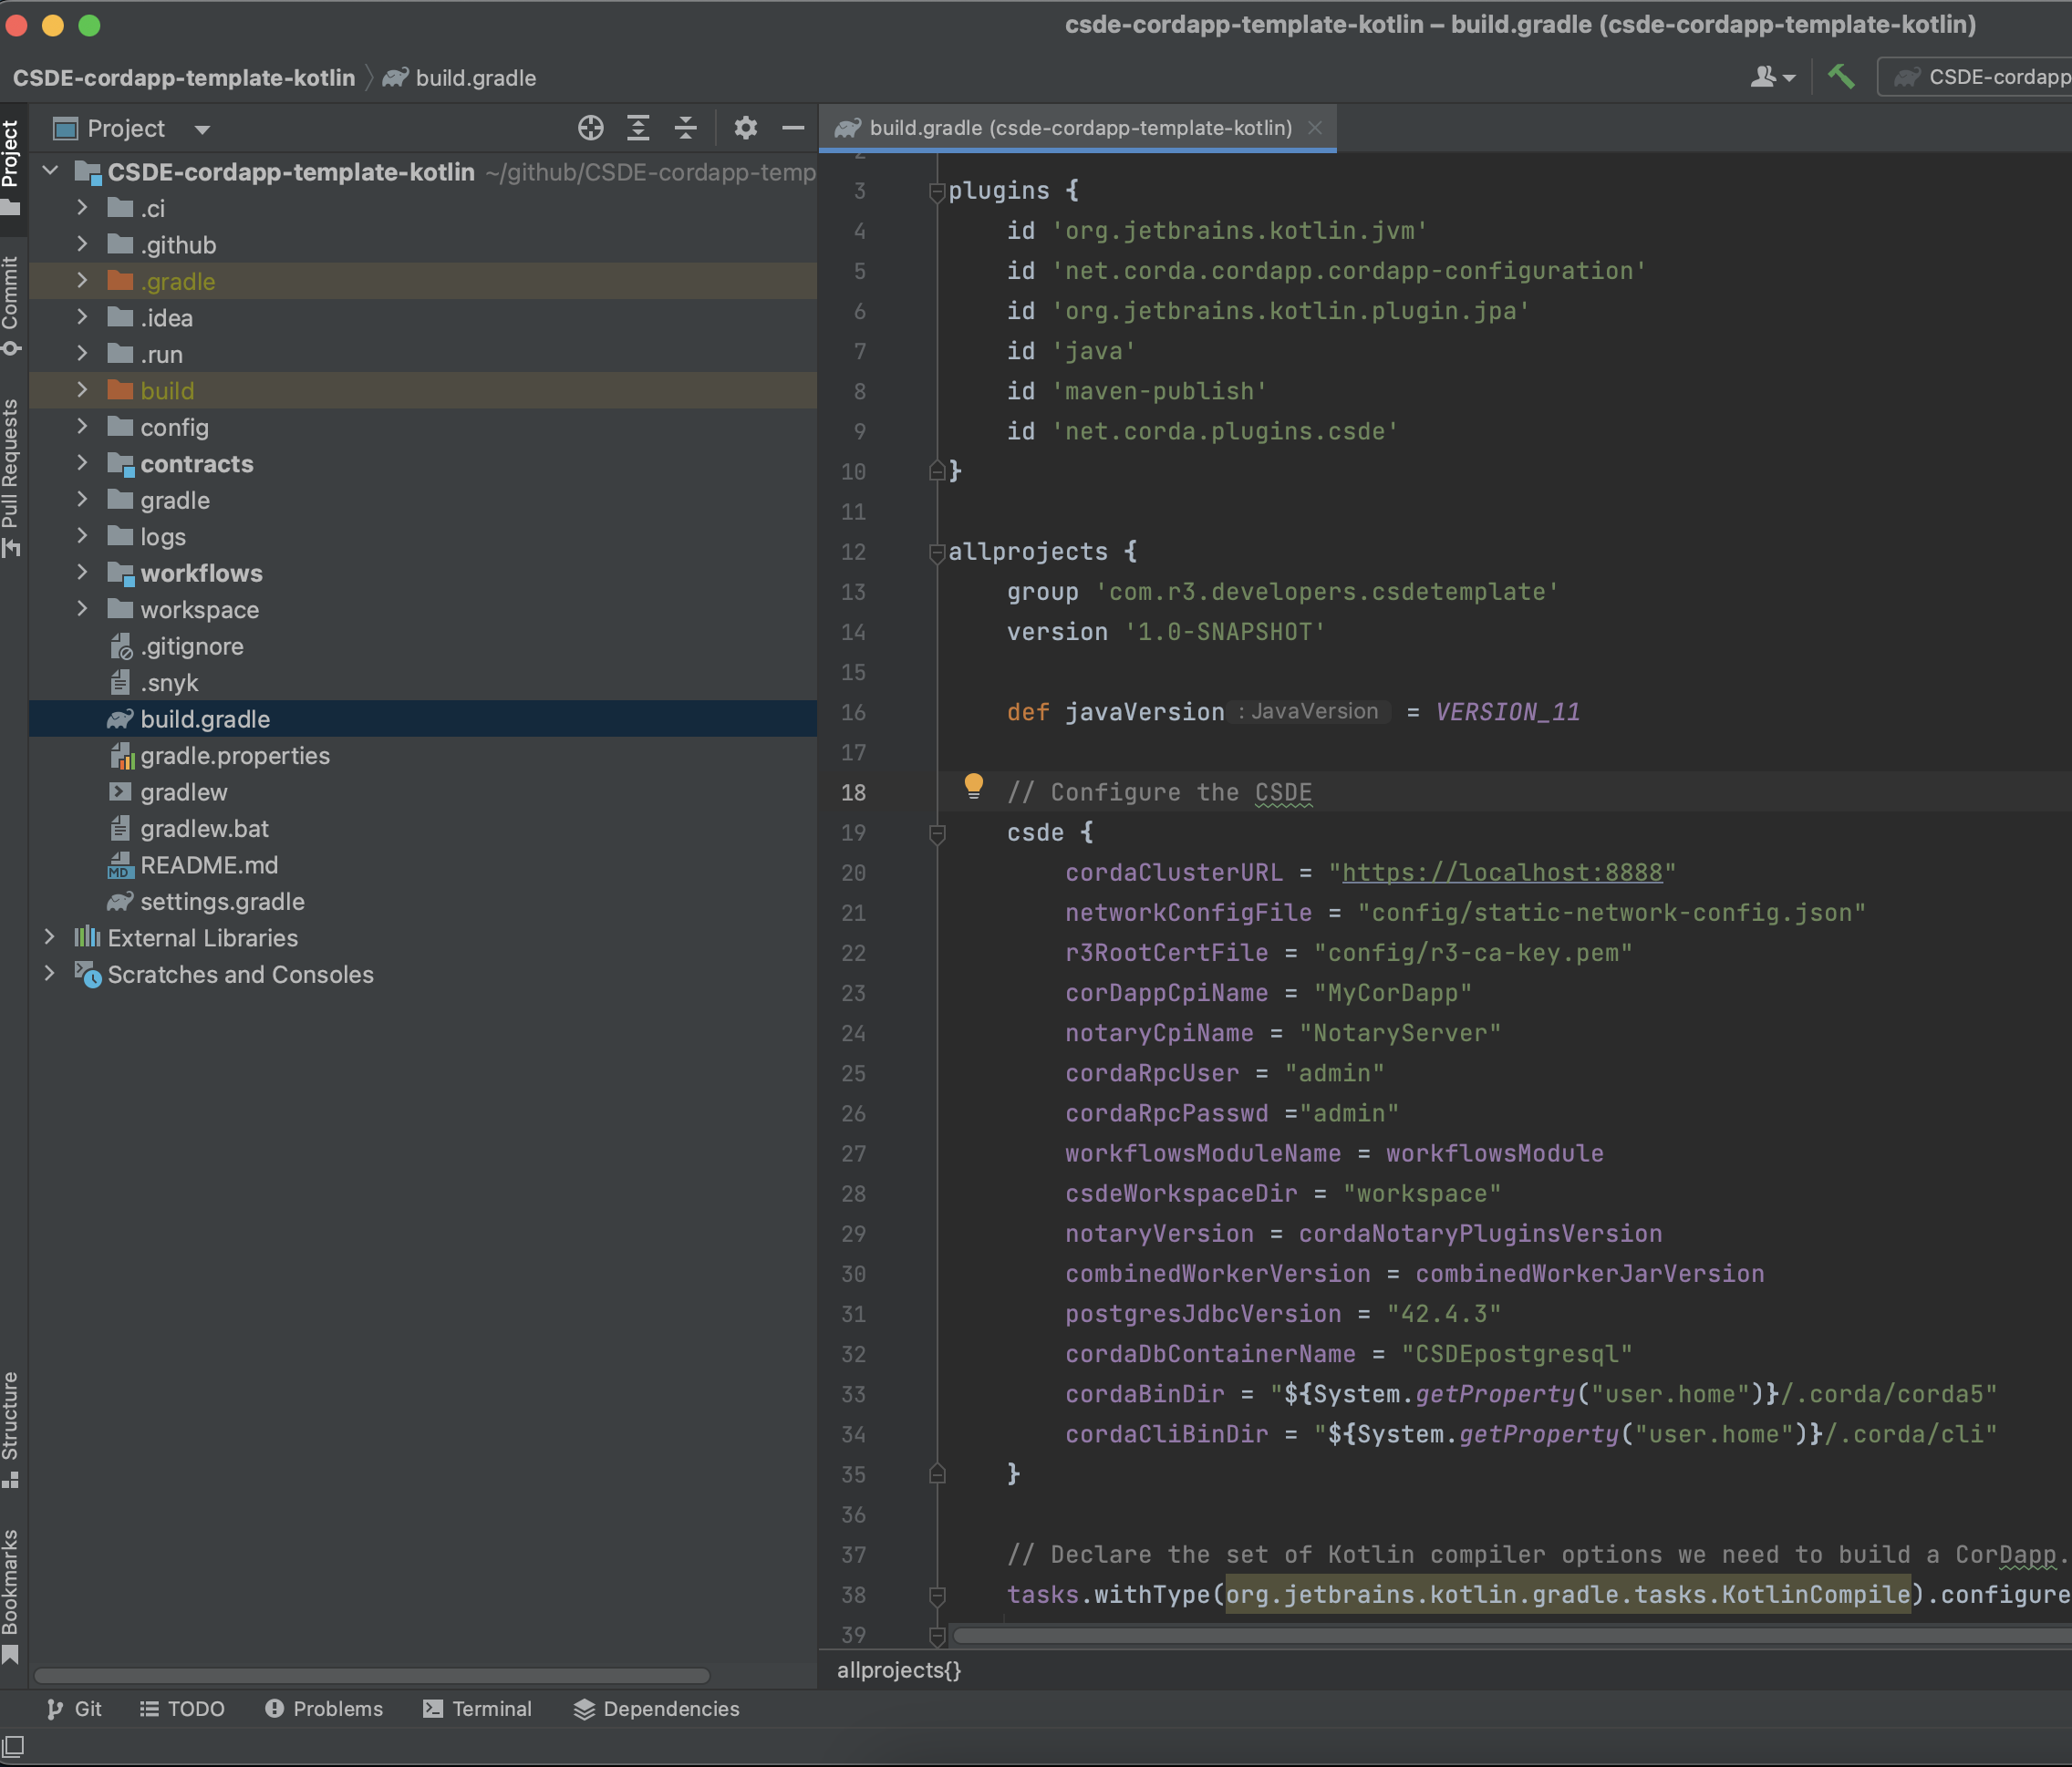 csde-cordapp-template-kotlin – build.gradle (csde-cordapp-template-kotlin)
CSDE-cordapp-template-kotlin
build.gradle
CSDE-cordapp
Project
Commit
Pull Requests
Structure
Bookmarks
Project
CSDE-cordapp-template-kotlin ~/github/CSDE-cordapp-temp
.ci
.github
.gradle
.idea
.run
build
config
contracts
gradle
logs
workflows
workspace
.gitignore
.snyk
build.gradle
gradle.properties
gradlew
gradlew.bat
README.md
settings.gradle
External Libraries
Scratches and Consoles
build.gradle (csde-cordapp-template-kotlin)
2
3 plugins {
4 id 'org.jetbrains.kotlin.jvm'
5 id 'net.corda.cordapp.cordapp-configuration'
6 id 'org.jetbrains.kotlin.plugin.jpa'
7 id 'java'
8 id 'maven-publish'
9 id 'net.corda.plugins.csde'
10 }
11
12 allprojects {
13 group 'com.r3.developers.csdetemplate'
14 version '1.0-SNAPSHOT'
15
16 def javaVersion : JavaVersion = VERSION_11
17
18 // Configure the CSDE
19 csde {
20 cordaClusterURL = "https://localhost:8888"
21 networkConfigFile = "config/static-network-config.json"
22 r3RootCertFile = "config/r3-ca-key.pem"
23 corDappCpiName = "MyCorDapp"
24 notaryCpiName = "NotaryServer"
25 cordaRpcUser = "admin"
26 cordaRpcPasswd ="admin"
27 workflowsModuleName = workflowsModule
28 csdeWorkspaceDir = "workspace"
29 notaryVersion = cordaNotaryPluginsVersion
30 combinedWorkerVersion = combinedWorkerJarVersion
31 postgresJdbcVersion = "42.4.3"
32 cordaDbContainerName = "CSDEpostgresql"
33 cordaBinDir = "${System.getProperty("user.home")}/.corda/corda5"
34 cordaCliBinDir = "${System.getProperty("user.home")}/.corda/cli"
35 }
36
37 // Declare the set of Kotlin compiler options we need to build a CorDapp.
38 tasks.withType(org.jetbrains.kotlin.gradle.tasks.KotlinCompile).configure
39
allprojects{}
Git
TODO
Problems
Terminal
Dependencies